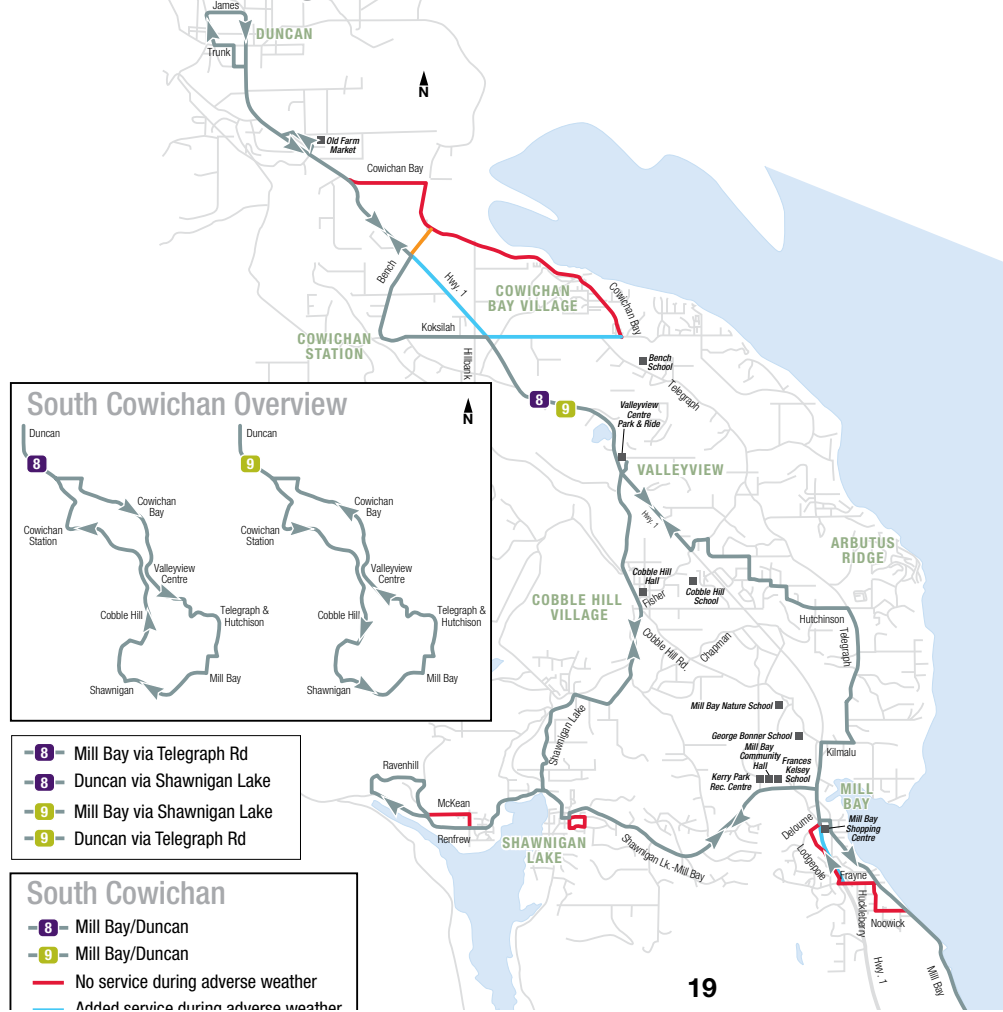 James
DUNCAN
Trunk
N
Old Farm
Market
Cowichan Bay
Bench
Hwy. 1
COWICHAN
BAY VILLAGE
Cowichan Bay
COWICHAN
STATION
Koksilah
Hillbank
Bench
School
Telegraph
8
9
Valleyview
Centre
Park & Ride
VALLEYVIEW
Hwy. 1
ARBUTUS
RIDGE
Cobble Hill
Hall
Fisher
Cobble Hill
School
COBBLE HILL
VILLAGE
Hutchinson
Telegraph
Cobble Hill Rd
Chapman
Mill Bay Nature School
George Bonner School
Mill Bay
Community
Hall
Frances
Kelsey
School
Kerry Park
Rec. Centre
Kilmalu
MILL
BAY
Mill Bay
Shopping
Centre
Deloume
Lodgepole
Frayne
Huckleberry
Noowick
Hwy. 1
Mill Bay
Shawnigan Lake
Ravenhill
McKean
Renfrew
SHAWNIGAN
LAKE
Shawnigan Lk.-Mill Bay
South Cowichan Overview
N
Duncan
8
Cowichan
Bay
Cowichan
Station
Valleyview
Centre
Cobble Hill
Telegraph &
Hutchison
Shawnigan
Mill Bay
Duncan
9
Cowichan
Bay
Cowichan
Station
Valleyview
Centre
Cobble Hill
Telegraph &
Hutchison
Shawnigan
Mill Bay
8 Mill Bay via Telegraph Rd
8 Duncan via Shawnigan Lake
9 Mill Bay via Shawnigan Lake
9 Duncan via Telegraph Rd
South Cowichan
8 Mill Bay/Duncan
9 Mill Bay/Duncan
No service during adverse weather
Added service during adverse weather
19